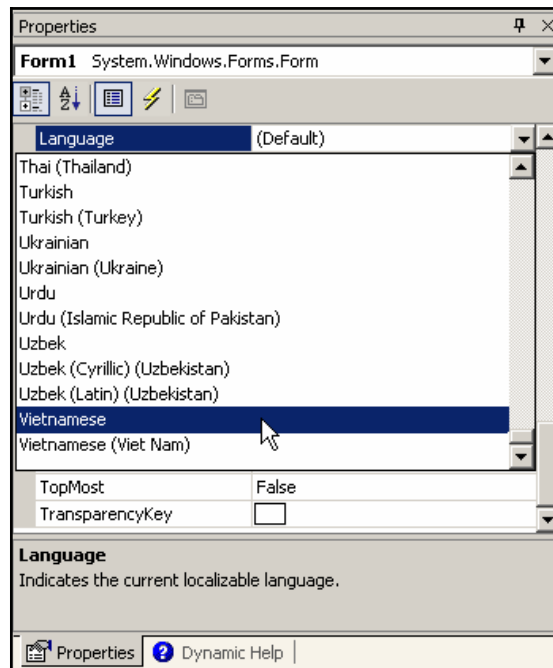 Properties
Form1 System.Windows.Forms.Form
Language (Default)
Thai (Thailand)
Turkish
Turkish (Turkey)
Ukrainian
Ukrainian (Ukraine)
Urdu
Urdu (Islamic Republic of Pakistan)
Uzbek
Uzbek (Cyrillic) (Uzbekistan)
Uzbek (Latin) (Uzbekistan)
Vietnamese
Vietnamese (Viet Nam)
TopMost False
TransparencyKey
Language
Indicates the current localizable language.
Properties Dynamic Help